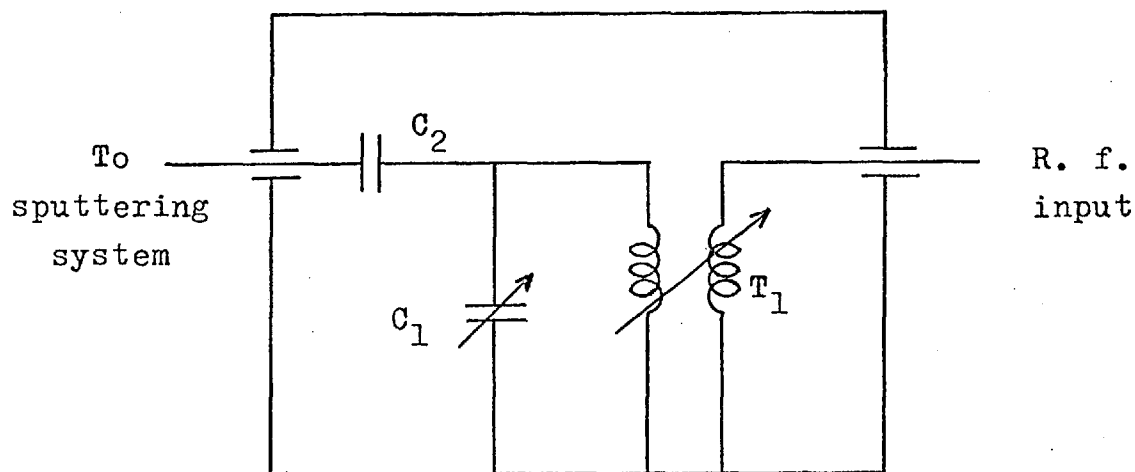 C₂
To
sputtering
system
R. f.
input
T₁
C₁